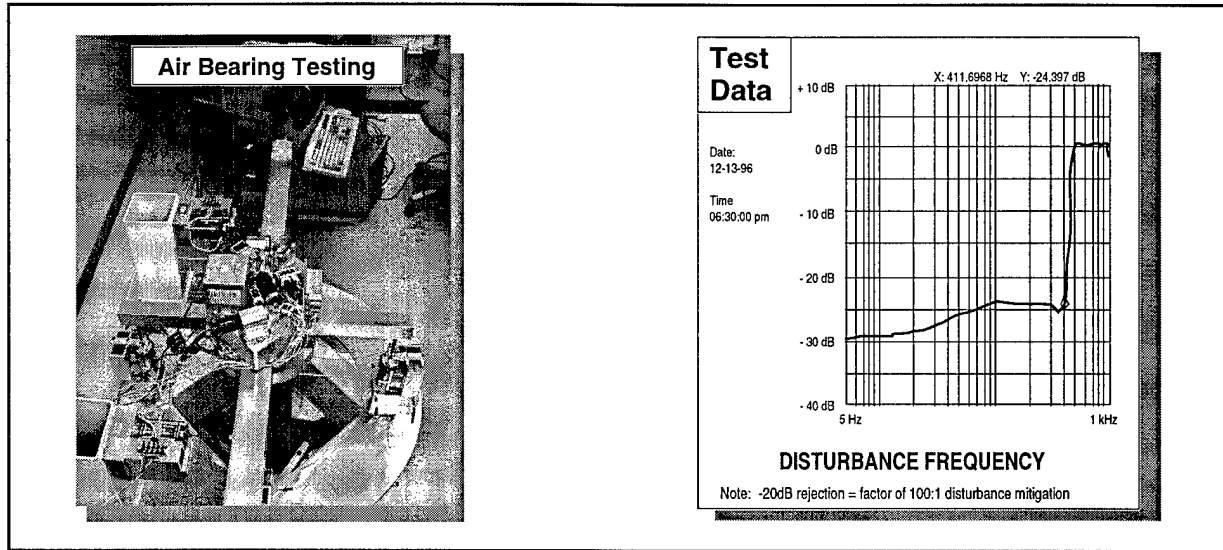 Air Bearing Testing
Test
Data
X: 411.6968 Hz Y: -24.397 dB
+ 10 dB
Date:
12-13-96
0 dB
Time
06:30:00 pm
- 10 dB
- 20 dB
- 30 dB
- 40 dB
5 Hz 1 kHz
DISTURBANCE FREQUENCY
Note: -20dB rejection = factor of 100:1 disturbance mitigation